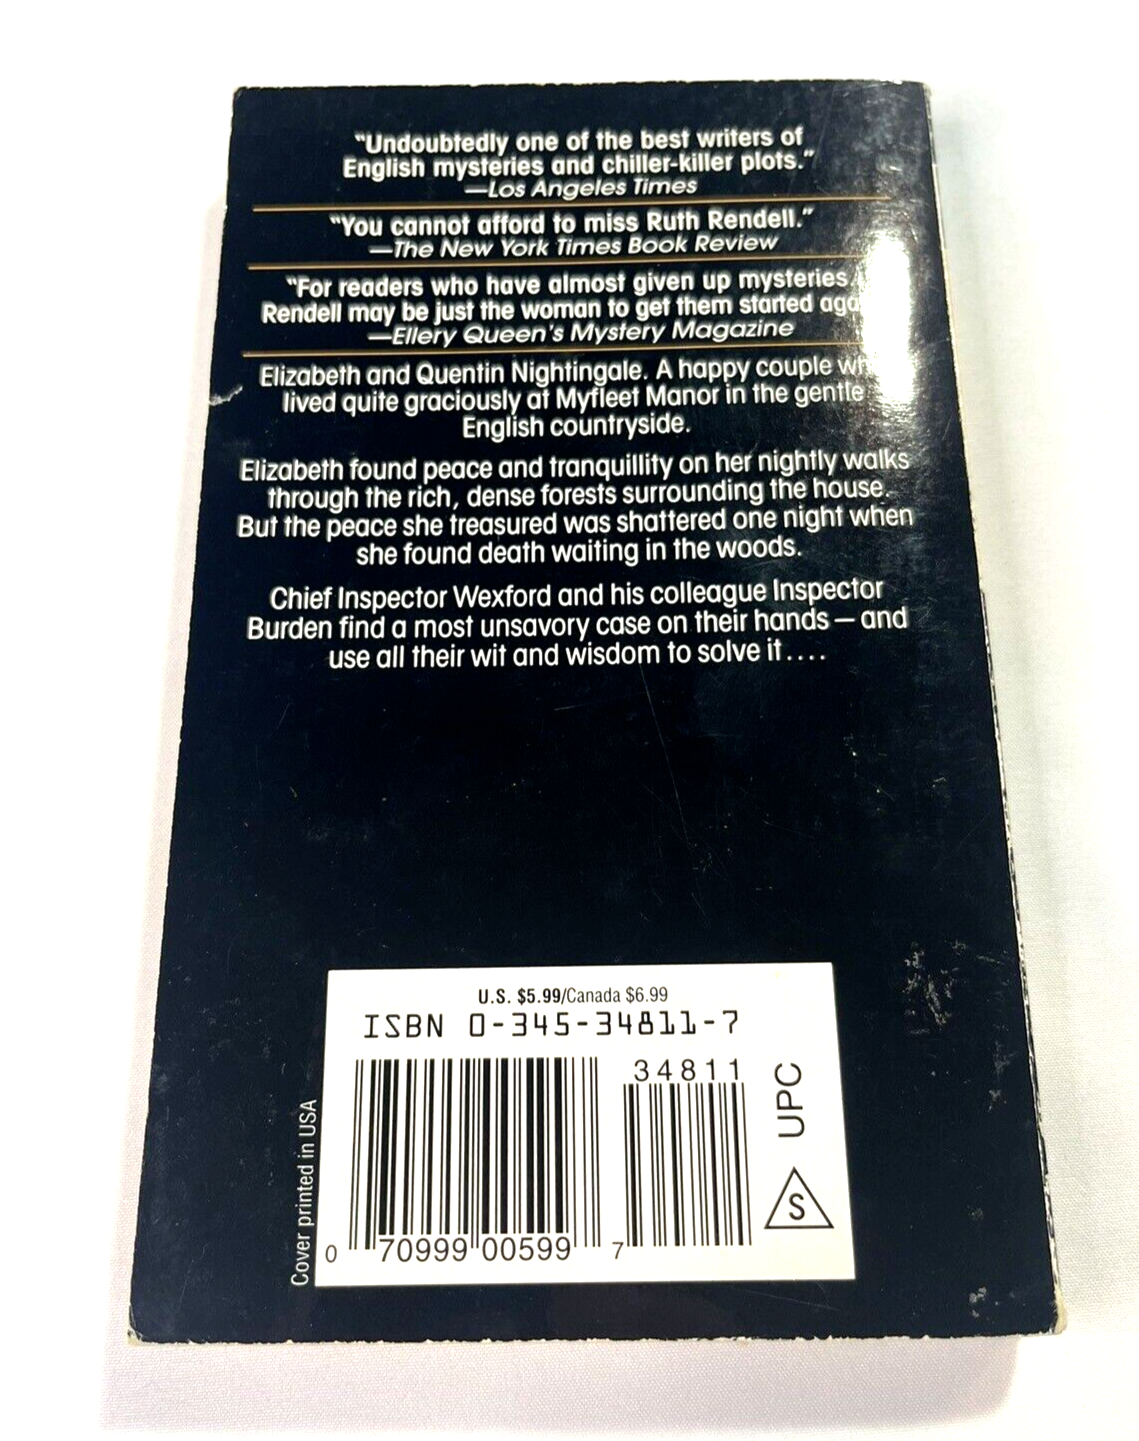 "Undoubtedly one of the best writers of
English mysteries and chiller-killer plots."
—Los Angeles Times
"You cannot afford to miss Ruth Rendell."
—The New York Times Book Review
"For readers who have almost given up mysteries.
Rendell may be just the woman to get them started
—Ellery Queen's Mystery Magazine
Elizabeth and Quentin Nightingale. A happy couple
lived quite graciously at Myfleet Manor in the gentle
English countryside.
Elizabeth found peace and tranquillity on her nightly walks
through the rich, dense forests surrounding the house.
But the peace she treasured was shattered one night when
she found death waiting in the woods.
Chief Inspector Wexford and his colleague Inspector
Burden find a most unsavory case on their hands — and
use all their wit and wisdom to solve it....
U.S. $5.99/Canada $6.99
ISBN 0-345-34811-7
34811
UPC
S
0 70999 00599 7
Cover printed in USA